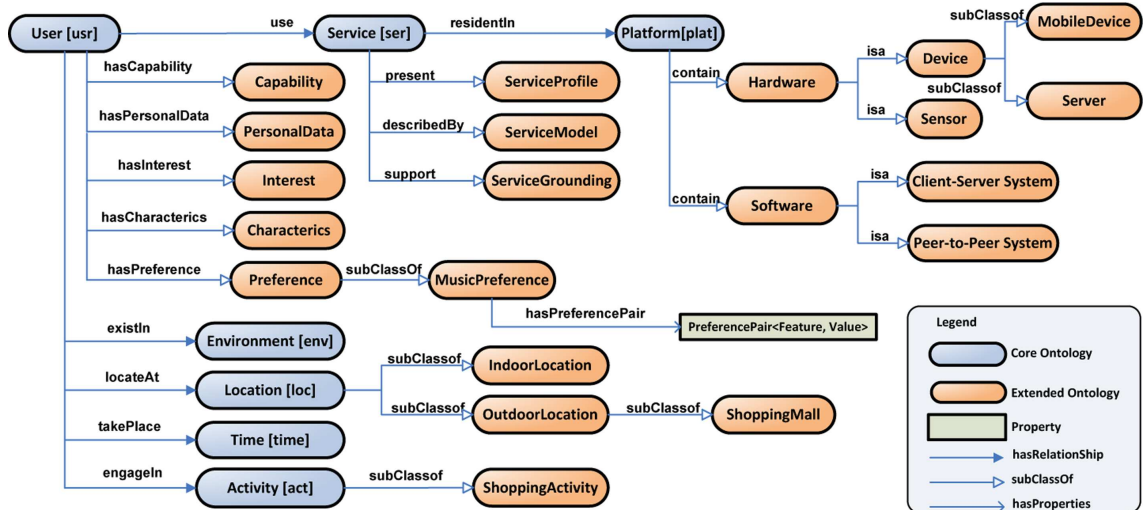 User [usr]
use
Service [ser]
residentIn
Platform[plat]
subClassof
MobileDevice
hasCapability
Capability
present
ServiceProfile
contain
Hardware
isa
Device
subClassof
Server
hasPersonalData
PersonalData
describedBy
ServiceModel
isa
Sensor
hasInterest
Interest
support
ServiceGrounding
isa
Client-Server System
hasCharacterics
Characterics
contain
Software
isa
Peer-to-Peer System
hasPreference
Preference
subClassOf
MusicPreference
hasPreferencePair
PreferencePair<Feature, Value>
existIn
Environment [env]
locateAt
Location [loc]
subClassof
IndoorLocation
subClassof
OutdoorLocation
subClassof
ShoppingMall
takePlace
Time [time]
engageIn
Activity [act]
subClassof
ShoppingActivity
Legend
Core Ontology
Extended Ontology
Property
hasRelationShip
subClassOf
hasProperties